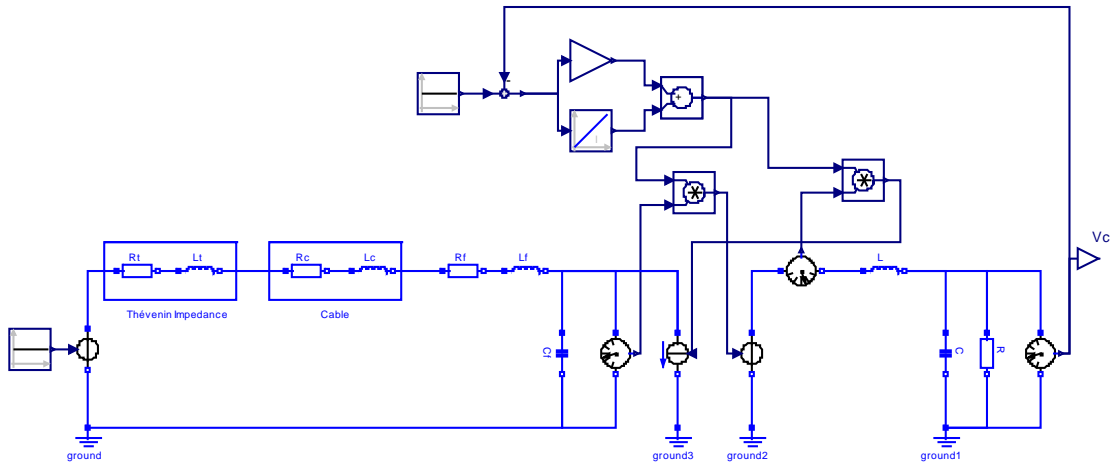 Vc
Rt
Lt
Rc
Lc
Rf
Lf
L
Thévenin Impedance
Cable
Cf
C
R
-
+
*
*
I
ground
ground3
ground2
ground1